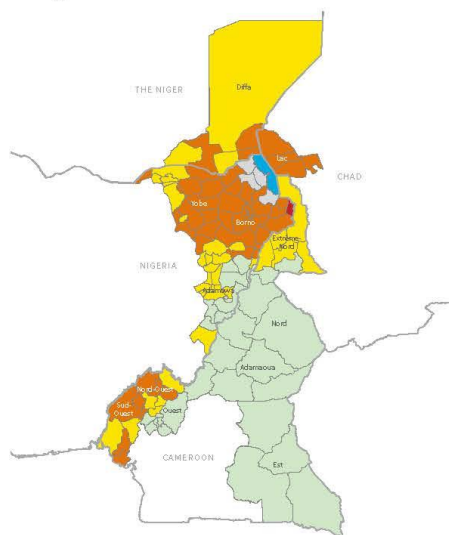 Diffa
THE NIGER
Lac
CHAD
Yobe
Borno
Extrême-
Nord
NIGERIA
Adamawa
Nord
Adamaoua
Nord-Ouest
Sud-
Ouest
Ouest
CAMEROON
Est